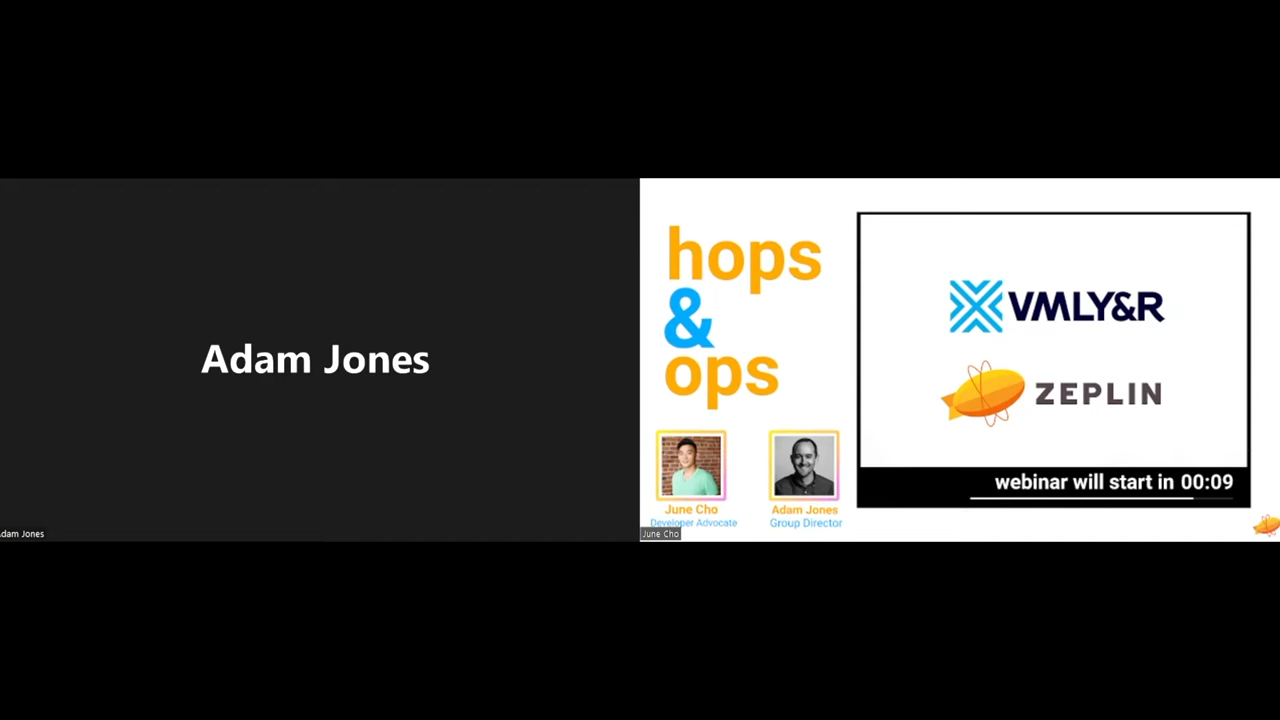 Adam Jones
dam Jones
hops
&
ops
VMLY&R
ZEPLIN
webinar will start in 00:09
June Cho
Developer Advocate
Adam Jones
Group Director
June Cho